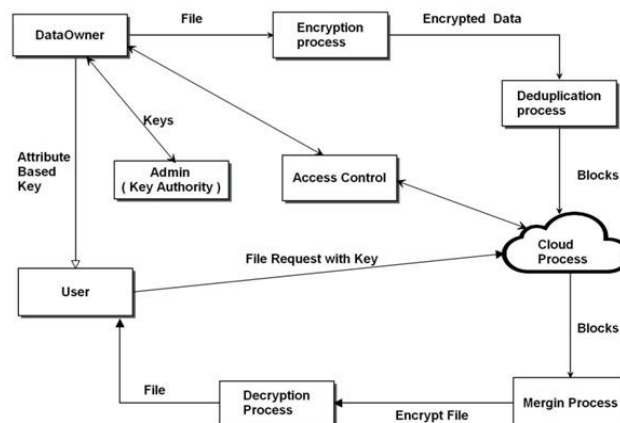 File
Encrypted Data
DataOwner
Encryption
process
Deduplication
process
Keys
Attribute
Based
Key
Admin
( Key Authority )
Access Control
Blocks
Cloud
Process
File Request with Key
User
Blocks
File
Decryption
Process
Encrypt File
Mergin Process